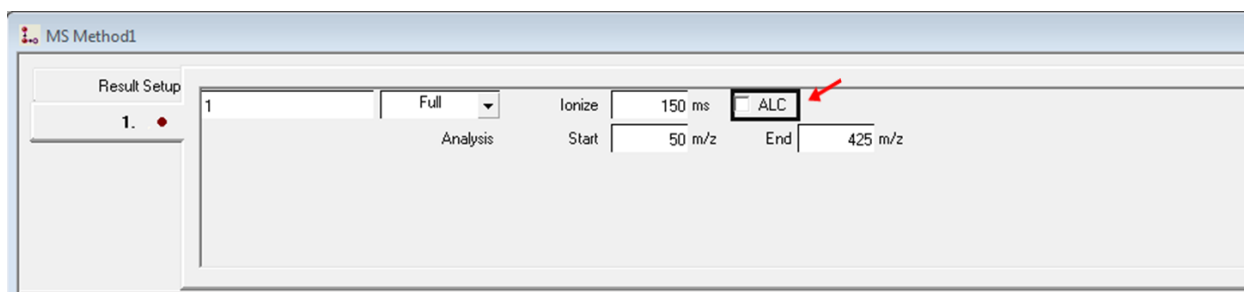 MS Method1
Result Setup
1.
1 Full Ionize 150 ms ALC
Analysis Start 50 m/z End 425 m/z